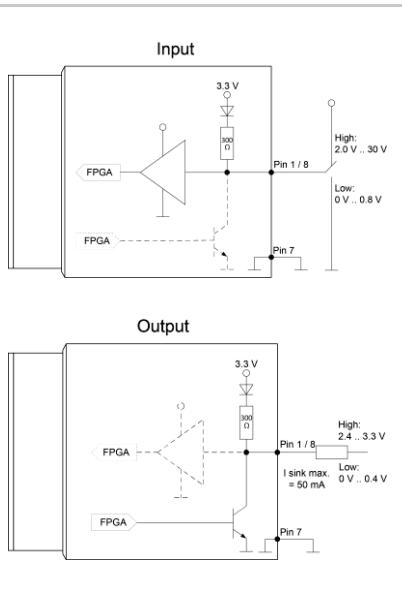 Input
3.3 V
300
Ω
High:
2.0 V .. 30 V
Pin 1 / 8
FPGA
Low:
0 V .. 0.8 V
FPGA
Pin 7
Output
3.3 V
300
Ω
High:
2.4 .. 3.3 V
Pin 1 / 8
FPGA
I sink max.
= 50 mA
Low:
0 V .. 0.4 V
FPGA
Pin 7